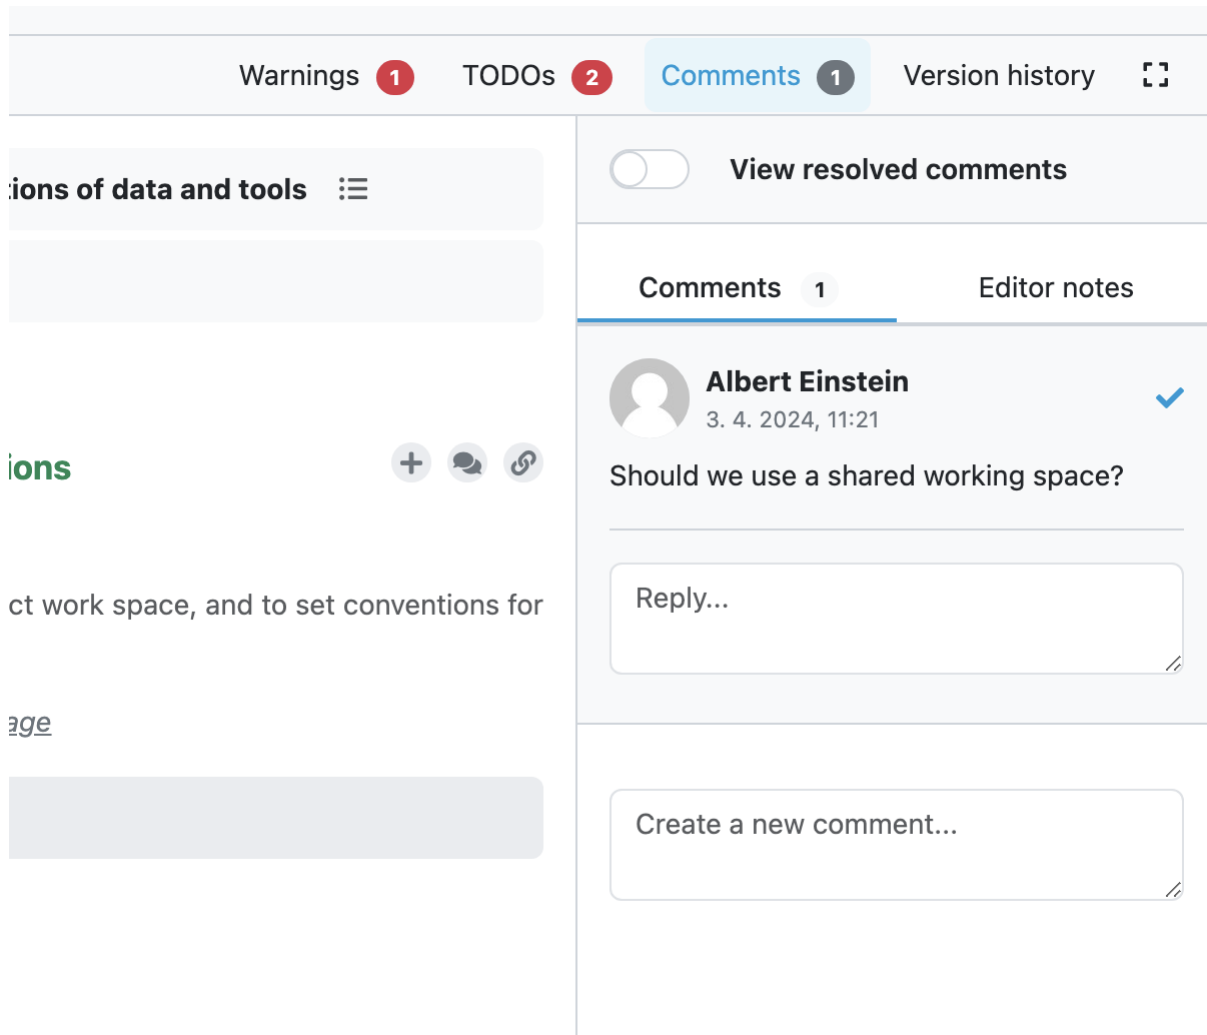 Warnings 1 TODOs 2 Comments 1 Version history
tions of data and tools
ions
ct work space, and to set conventions for
age
View resolved comments
Comments 1 Editor notes
Albert Einstein
3. 4. 2024, 11:21
Should we use a shared working space?
Reply...
Create a new comment...